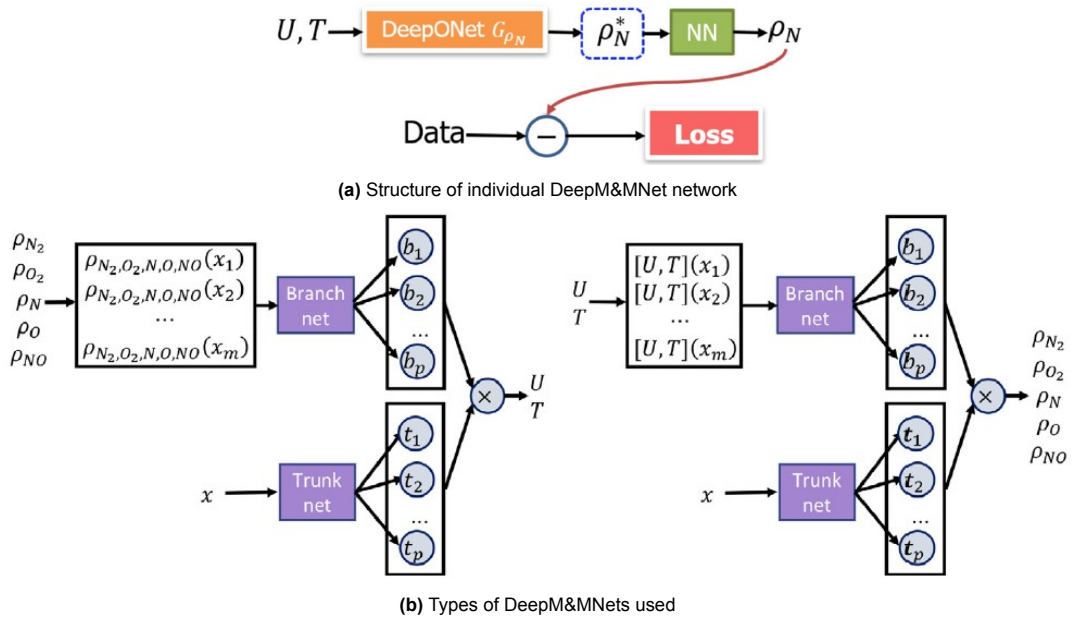 U, T
DeepONet G_{ρ_N}
ρ_N^*
NN
ρ_N
Data
−
Loss
(a) Structure of individual DeepM&MNet network
ρ_{N_2}
ρ_{O_2}
ρ_N
ρ_O
ρ_{NO}
ρ_{N_2,O_2,N,O,NO}(x_1)
ρ_{N_2,O_2,N,O,NO}(x_2)
...
ρ_{N_2,O_2,N,O,NO}(x_m)
Branch
net
b_1
b_2
...
b_p
x
Trunk
net
t_1
t_2
...
t_p
×
U
T
U
T
[U, T](x_1)
[U, T](x_2)
...
[U, T](x_m)
Branch
net
b_1
b_2
...
b_p
x
Trunk
net
t_1
t_2
...
t_p
×
ρ_{N_2}
ρ_{O_2}
ρ_N
ρ_O
ρ_{NO}
(b) Types of DeepM&MNets used